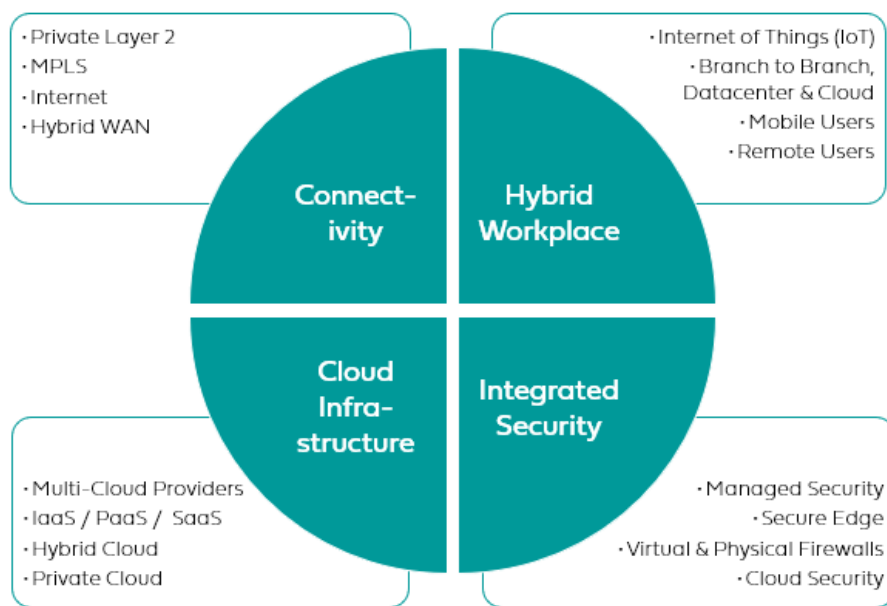 · Private Layer 2
· MPLS
· Internet
· Hybrid WAN
· Internet of Things (IoT)
· Branch to Branch,
Datacenter & Cloud
· Mobile Users
· Remote Users
Connect-
ivity
Hybrid
Workplace
Cloud
Infra-
structure
Integrated
Security
· Multi-Cloud Providers
· IaaS / PaaS / SaaS
· Hybrid Cloud
· Private Cloud
· Managed Security
· Secure Edge
· Virtual & Physical Firewalls
· Cloud Security